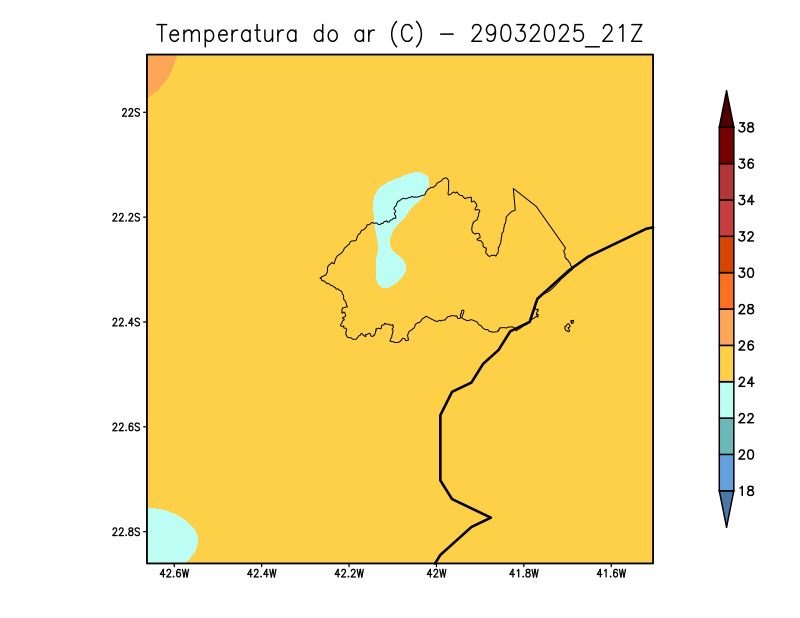 Temperatura do ar (C) - 29032025_21Z
22S
22.2S
22.4S
22.6S
22.8S
42.6W
42.4W
42.2W
42W
41.8W
41.6W
38
36
34
32
30
28
26
24
22
20
18